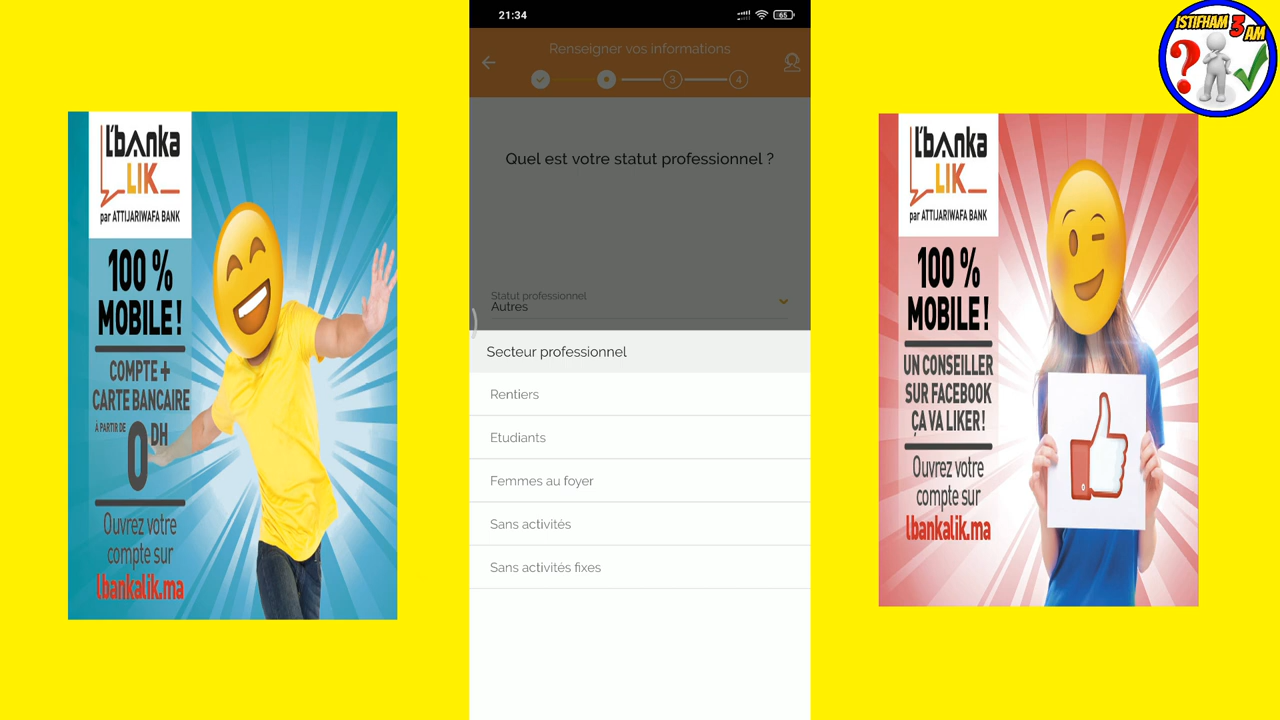 L'bAnka
LIK
par ATTIJARIWAFA BANK
100 %
MOBILE !
COMPTE +
CARTE BANCAIRE
À PARTIR DE
0 DH
Ouvrez votre
compte sur
lbankalik.ma
21:34
65
Renseigner vos informations
3
4
Quel est votre statut professionnel ?
Statut professionnel
Autres
Secteur professionnel
Rentiers
Etudiants
Femmes au foyer
Sans activités
Sans activités fixes
ISTIFHAM
3 AM
L'bAnka
LIK
par ATTIJARIWAFA BANK
100 %
MOBILE !
UN CONSEILLER
SUR FACEBOOK
ÇA VA LIKER !
Ouvrez votre
compte sur
lbankalik.ma